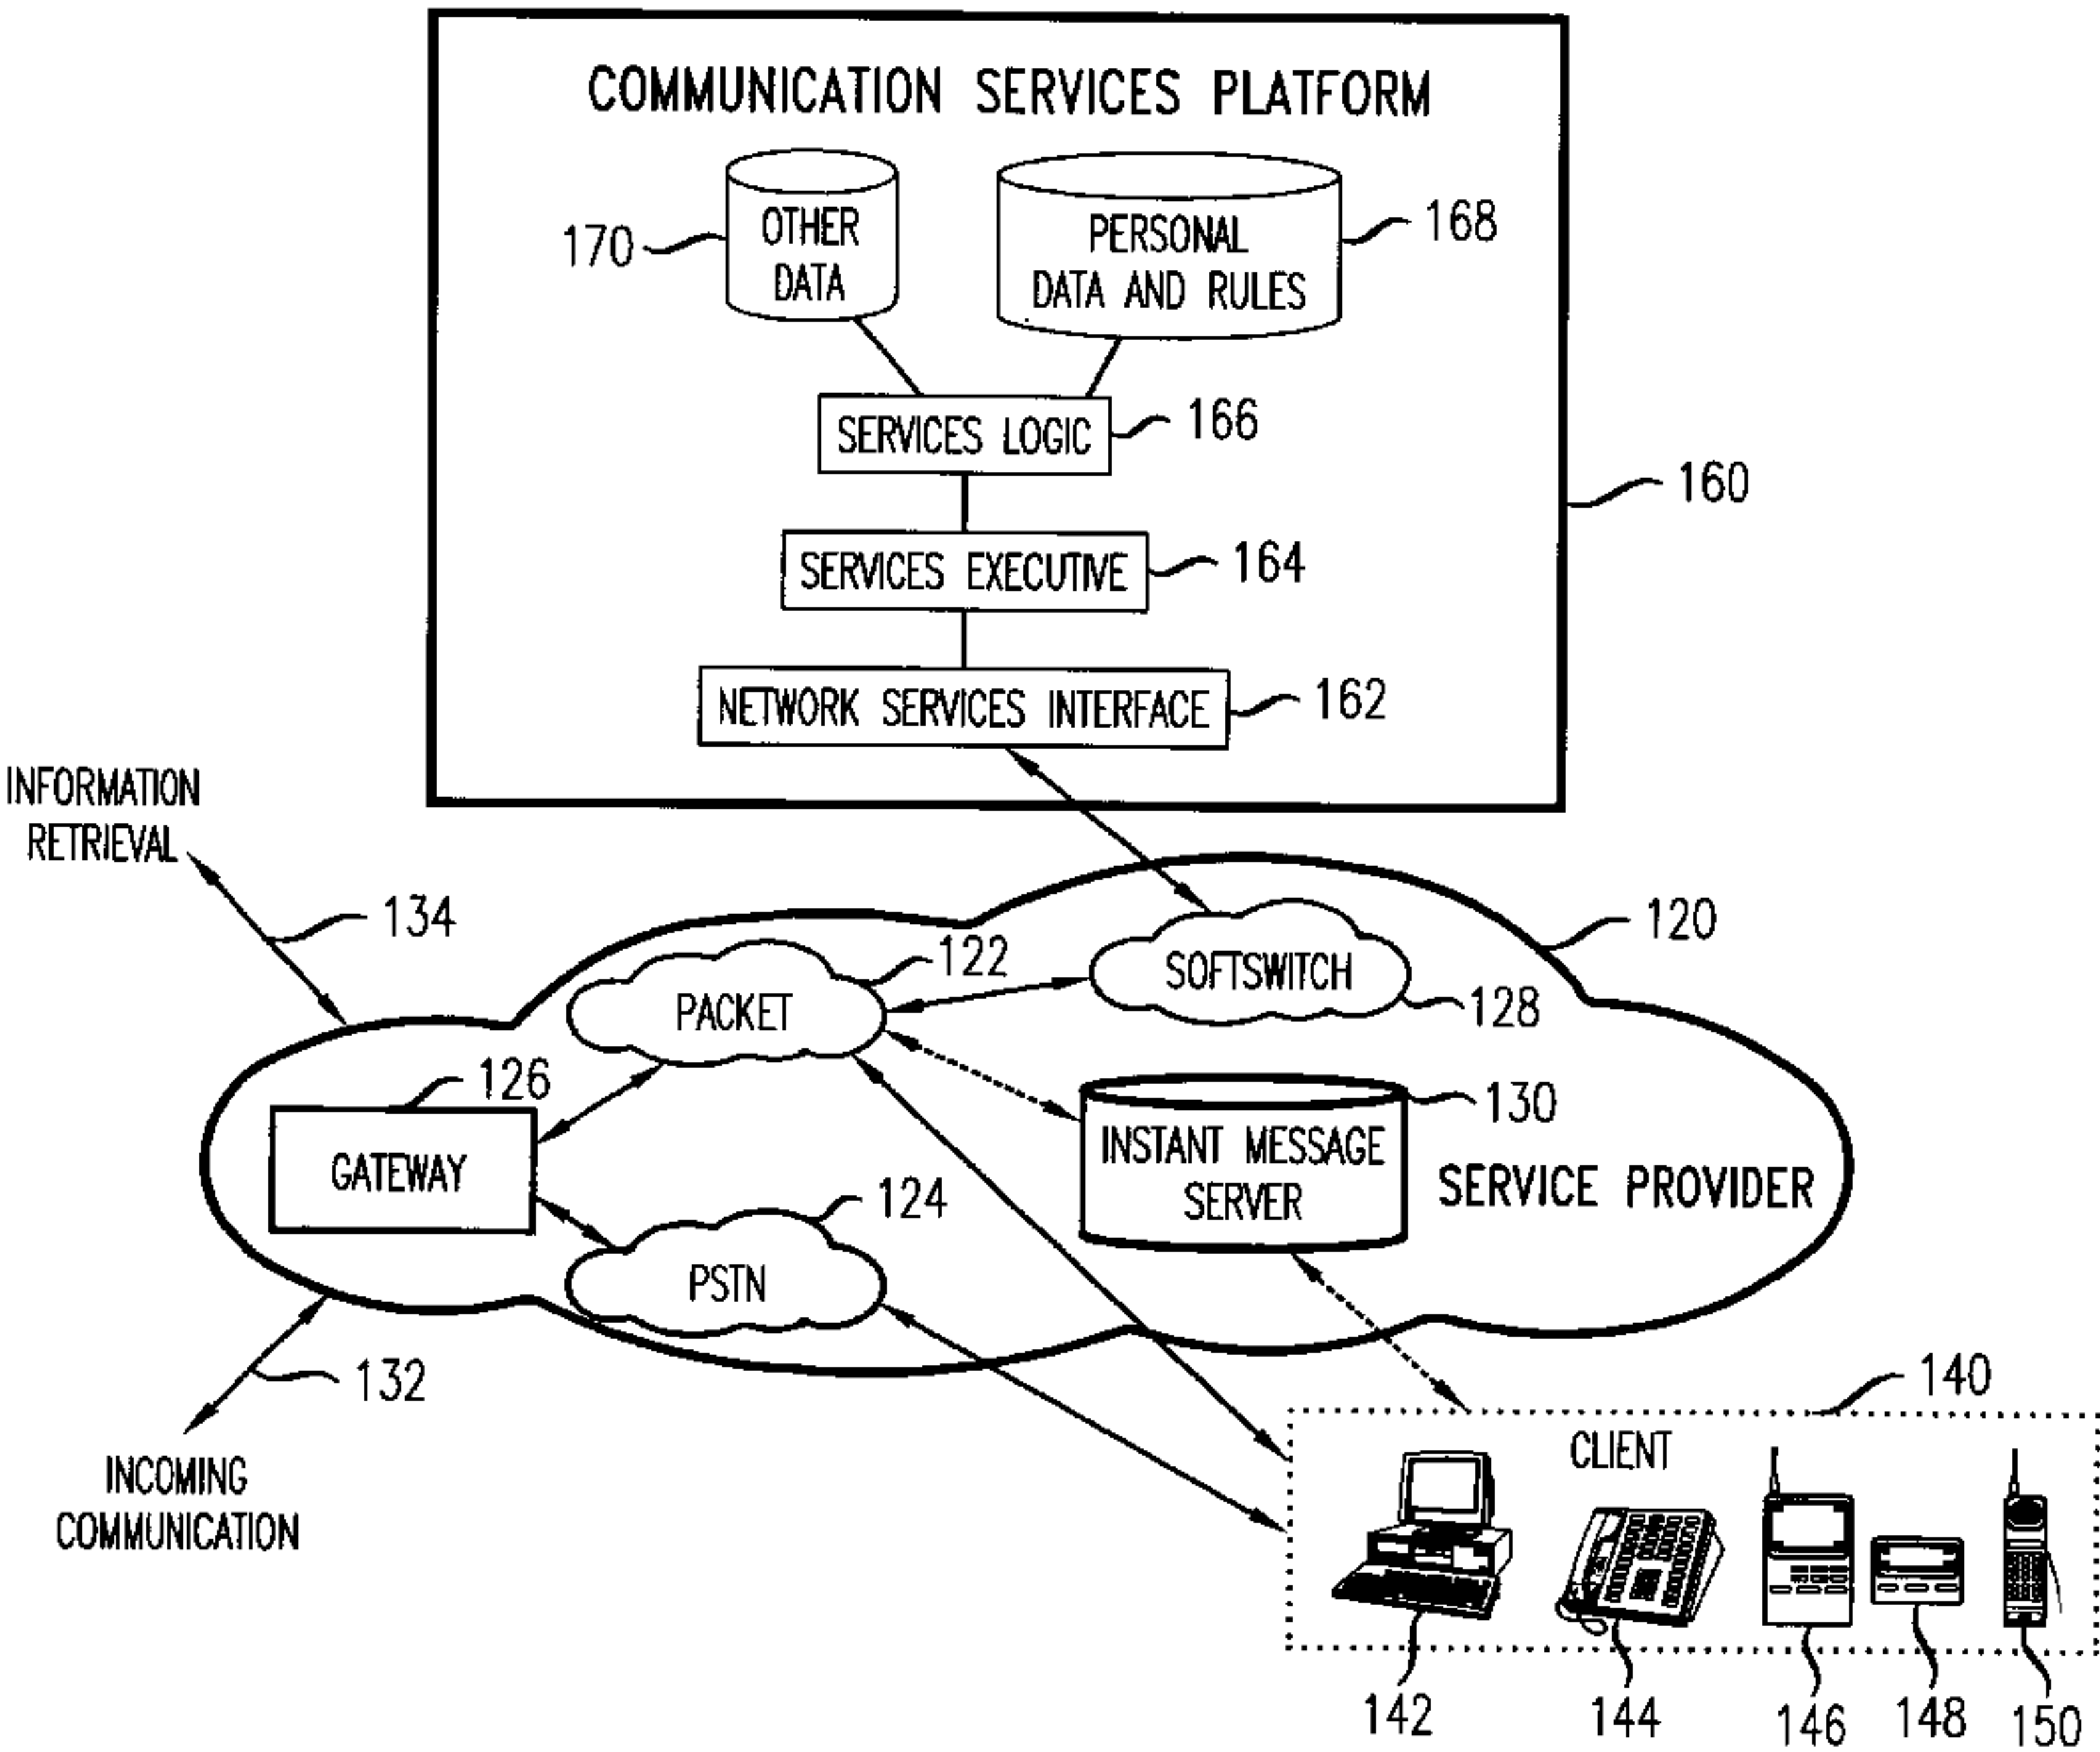 COMMUNICATION SERVICES PLATFORM
170
OTHER
DATA
PERSONAL
DATA AND RULES
168
SERVICES LOGIC
166
160
SERVICES EXECUTIVE
164
NETWORK SERVICES INTERFACE
162
INFORMATION
RETRIEVAL
134
122
120
PACKET
SOFTSWITCH
128
126
GATEWAY
130
INSTANT MESSAGE
SERVER
SERVICE PROVIDER
124
PSTN
132
INCOMING
COMMUNICATION
140
CLIENT
142
144
146
148
150